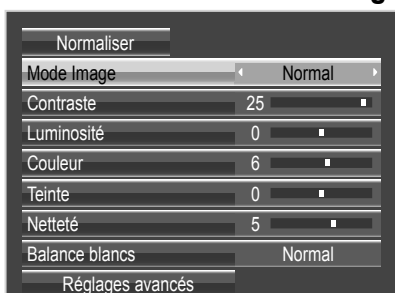 Normaliser
Mode Image Normal
Contraste 25
Luminosité 0
Couleur 6
Teinte 0
Netteté 5
Balance blancs Normal
Réglages avancés